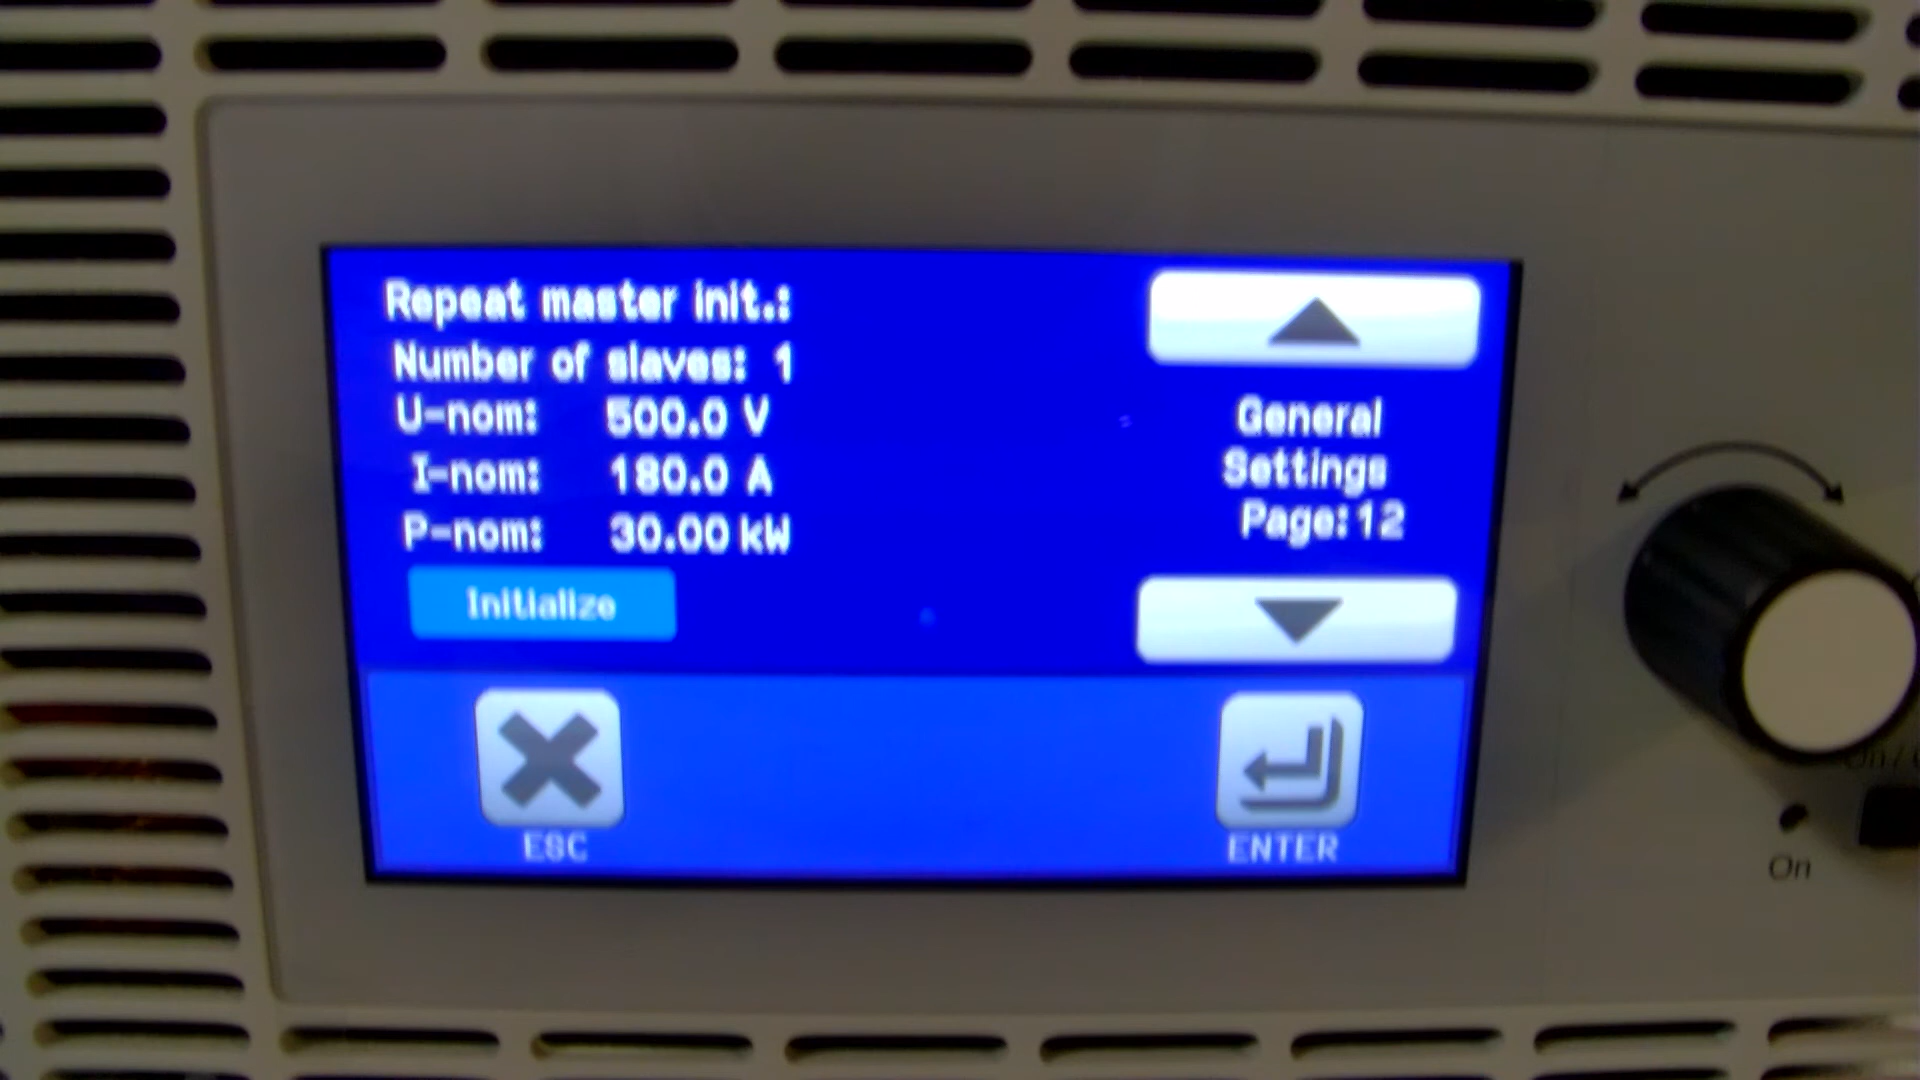 Repeat master init.:
Number of slaves: 1
U-nom: 500.0 V
I-nom: 180.0 A
P-nom: 30.00 kW
Initialize
General
Settings
Page:12
ESC
ENTER
On /
On